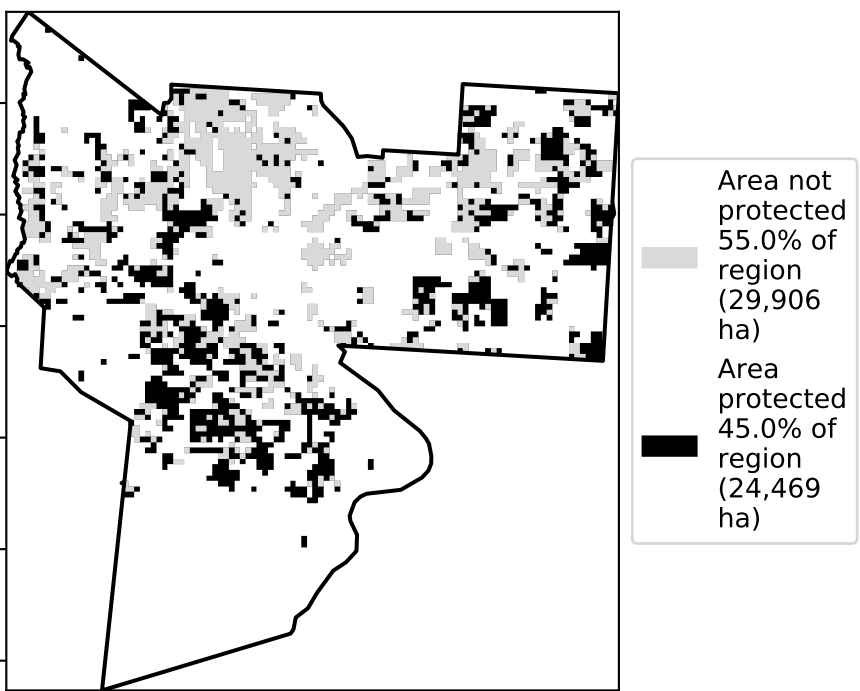 Area not
protected
55.0% of
region
(29,906
ha)
Area
protected
45.0% of
region
(24,469
ha)